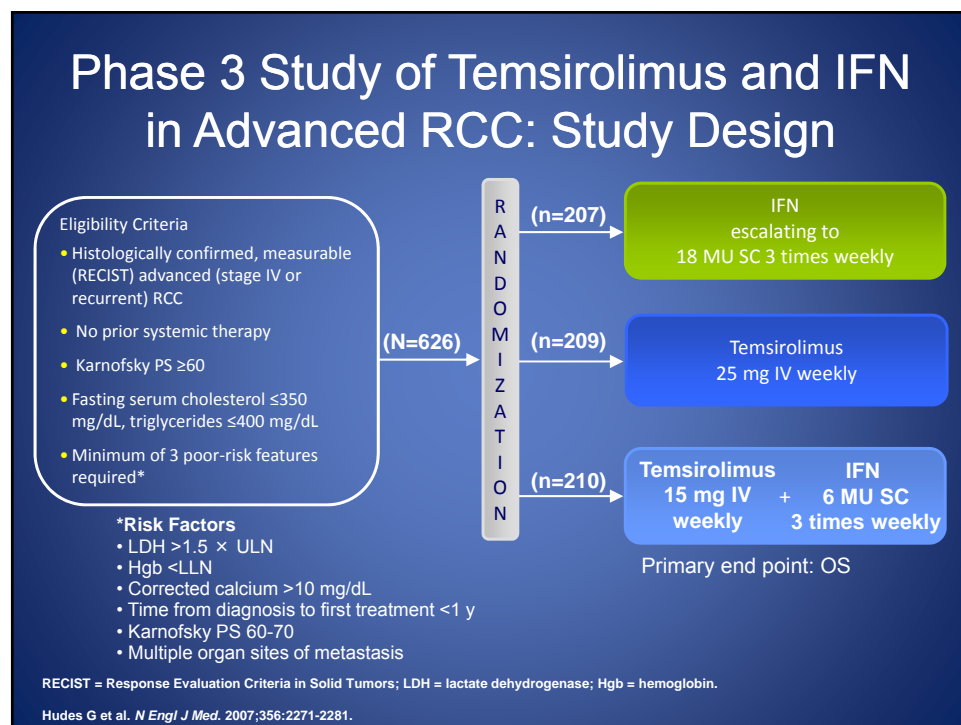 Phase 3 Study of Temsirolimus and IFN
in Advanced RCC: Study Design
Eligibility Criteria
• Histologically confirmed, measurable
(RECIST) advanced (stage IV or
recurrent) RCC
• No prior systemic therapy
• Karnofsky PS ≥60
• Fasting serum cholesterol ≤350
mg/dL, triglycerides ≤400 mg/dL
• Minimum of 3 poor-risk features
required*
(N=626)
RANDOMIZATION
(n=207)
IFN
escalating to
18 MU SC 3 times weekly
(n=209)
Temsirolimus
25 mg IV weekly
(n=210)
Temsirolimus
15 mg IV
weekly
+
IFN
6 MU SC
3 times weekly
Primary end point: OS
*Risk Factors
• LDH >1.5 × ULN
• Hgb <LLN
• Corrected calcium >10 mg/dL
• Time from diagnosis to first treatment <1 y
• Karnofsky PS 60-70
• Multiple organ sites of metastasis
RECIST = Response Evaluation Criteria in Solid Tumors; LDH = lactate dehydrogenase; Hgb = hemoglobin.
Hudes G et al. N Engl J Med. 2007;356:2271-2281.